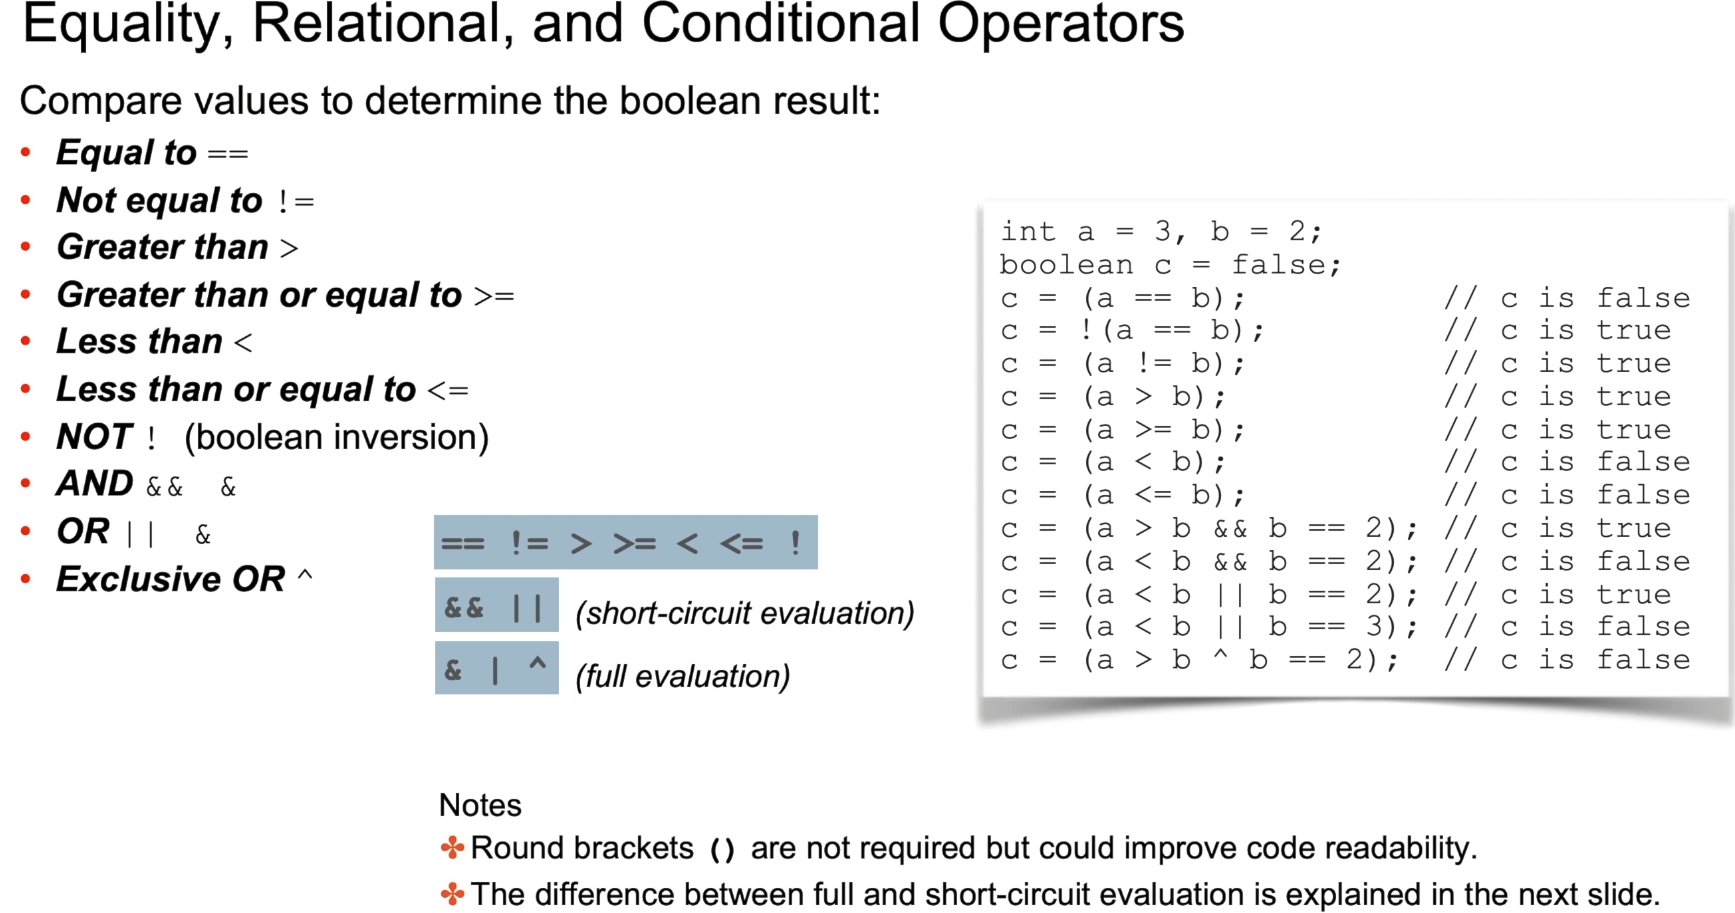 Equality, Relational, and Conditional Operators
Compare values to determine the boolean result:
• Equal to ==
• Not equal to !=
• Greater than >
• Greater than or equal to >=
• Less than <
• Less than or equal to <=
• NOT ! (boolean inversion)
• AND && &
• OR || &
• Exclusive OR ^
== != > >= < <= !
&& || (short-circuit evaluation)
& | ^ (full evaluation)
int a = 3, b = 2;
boolean c = false;
c = (a == b); // c is false
c = !(a == b); // c is true
c = (a != b); // c is true
c = (a > b); // c is true
c = (a >= b); // c is true
c = (a < b); // c is false
c = (a <= b); // c is false
c = (a > b && b == 2); // c is true
c = (a < b && b == 2); // c is false
c = (a < b || b == 2); // c is true
c = (a < b || b == 3); // c is false
c = (a > b ^ b == 2); // c is false
Notes
✤ Round brackets () are not required but could improve code readability.
✤ The difference between full and short-circuit evaluation is explained in the next slide.